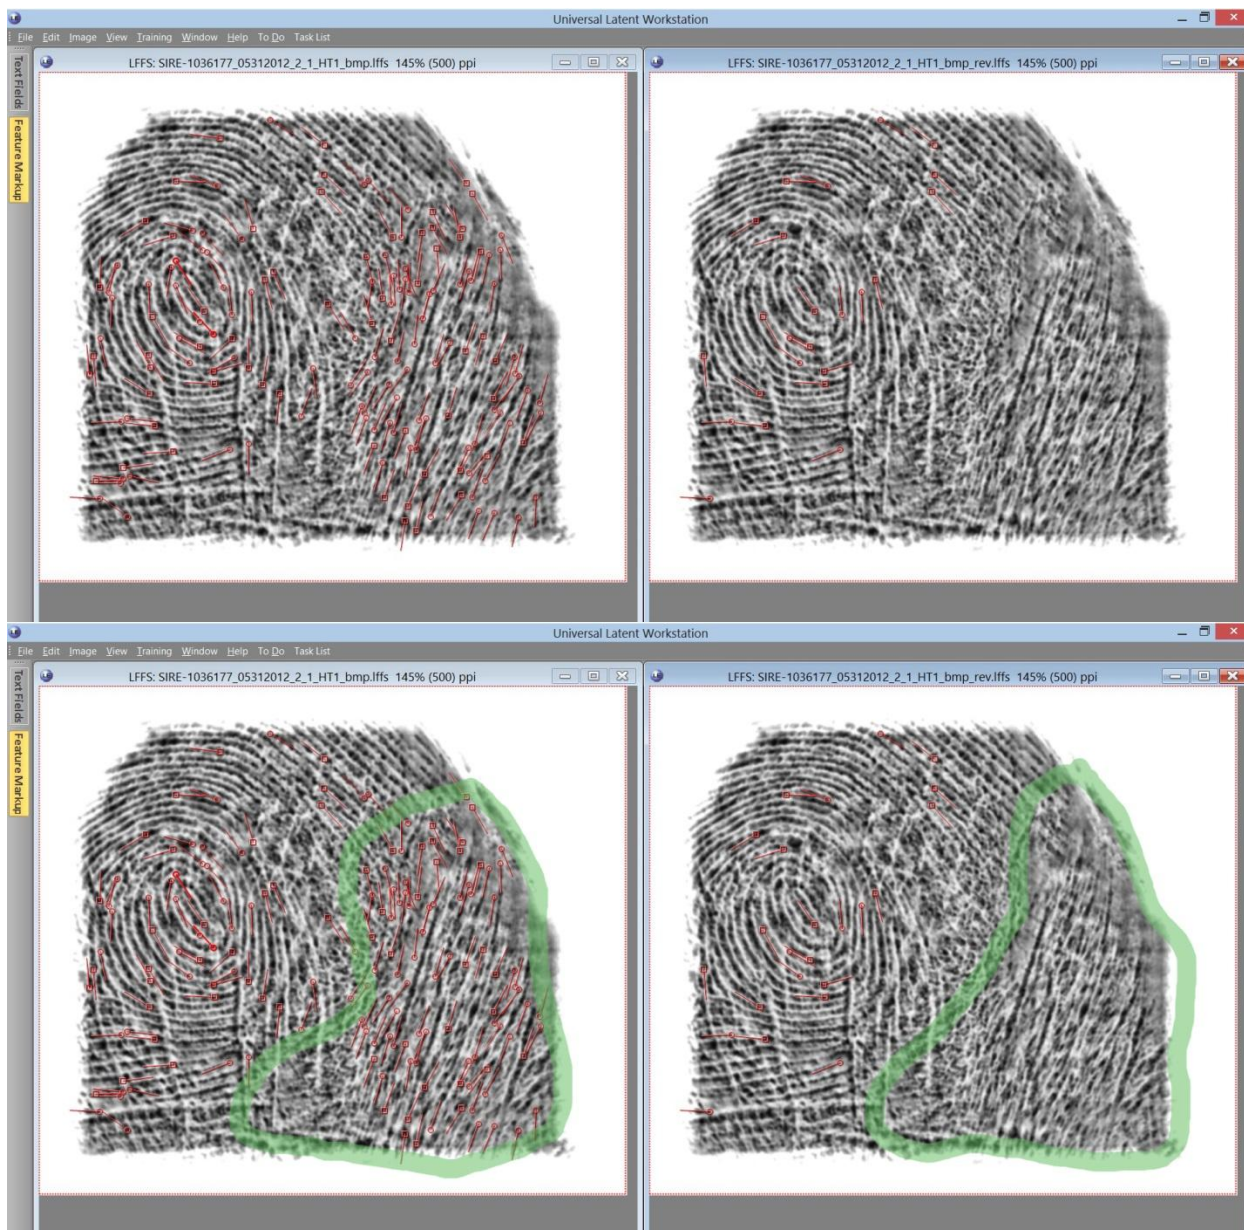 Universal Latent Workstation
File Edit Image View Training Window Help To Do Task List
Text Fields
Feature Markup
LFFS: SIRE-1036177_05312012_2_1_HT1_bmp.lffs 145% (500) ppi
LFFS: SIRE-1036177_05312012_2_1_HT1_bmp_rev.lffs 145% (500) ppi
Universal Latent Workstation
File Edit Image View Training Window Help To Do Task List
Text Fields
Feature Markup
LFFS: SIRE-1036177_05312012_2_1_HT1_bmp.lffs 145% (500) ppi
LFFS: SIRE-1036177_05312012_2_1_HT1_bmp_rev.lffs 145% (500) ppi